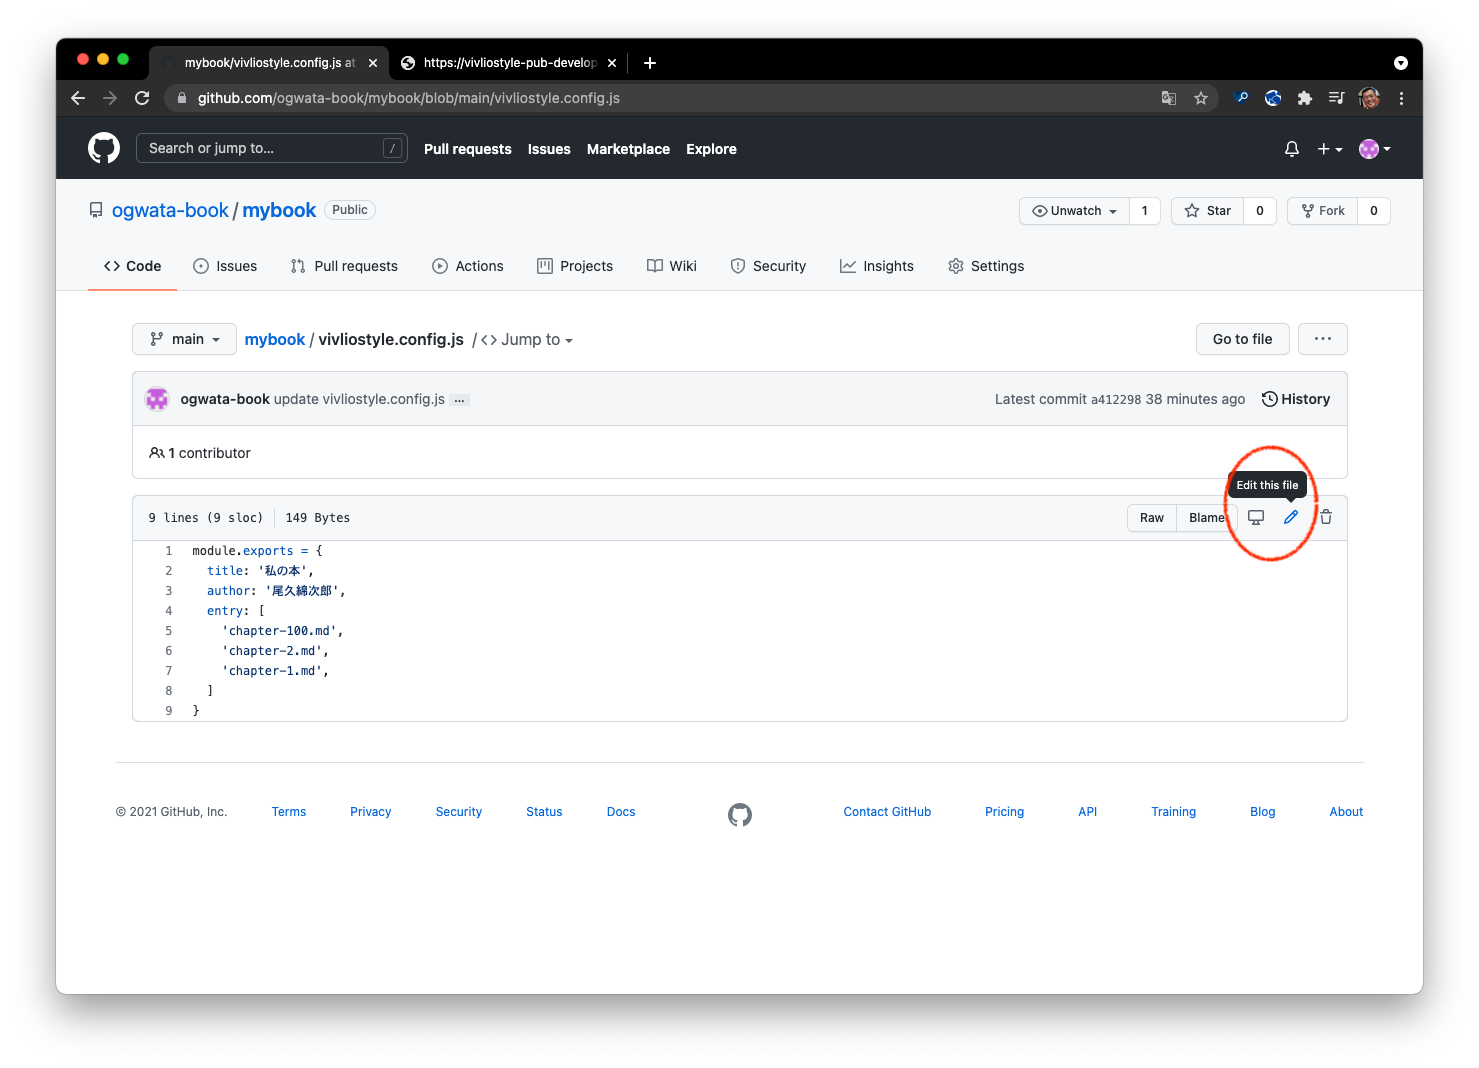 mybook/vivliostyle.config.js at
https://vivliostyle-pub-develop
github.com/ogwata-book/mybook/blob/main/vivliostyle.config.js
Search or jump to... / Pull requests Issues Marketplace Explore
ogwata-book / mybook Public Unwatch 1 Star 0 Fork 0
Code Issues Pull requests Actions Projects Wiki Security Insights Settings
main mybook / vivliostyle.config.js / <> Jump to Go to file ...
ogwata-book update vivliostyle.config.js ... Latest commit a412298 38 minutes ago History
1 contributor
Edit this file
9 lines (9 sloc) 149 Bytes Raw Blame
1 module.exports = {
2 title: '私の本',
3 author: '尾久綿次郎',
4 entry: [
5 'chapter-100.md',
6 'chapter-2.md',
7 'chapter-1.md',
8 ]
9 }
© 2021 GitHub, Inc. Terms Privacy Security Status Docs Contact GitHub Pricing API Training Blog About